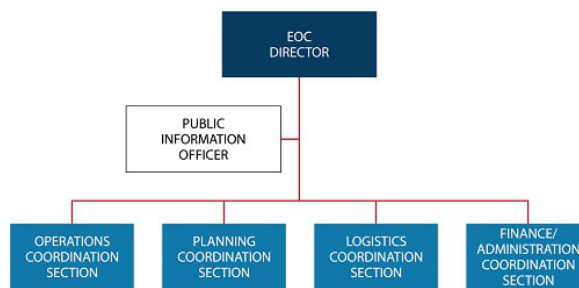 EOC
DIRECTOR
PUBLIC
INFORMATION
OFFICER
OPERATIONS
COORDINATION
SECTION
PLANNING
COORDINATION
SECTION
LOGISTICS
COORDINATION
SECTION
FINANCE/
ADMINISTRATION
COORDINATION
SECTION